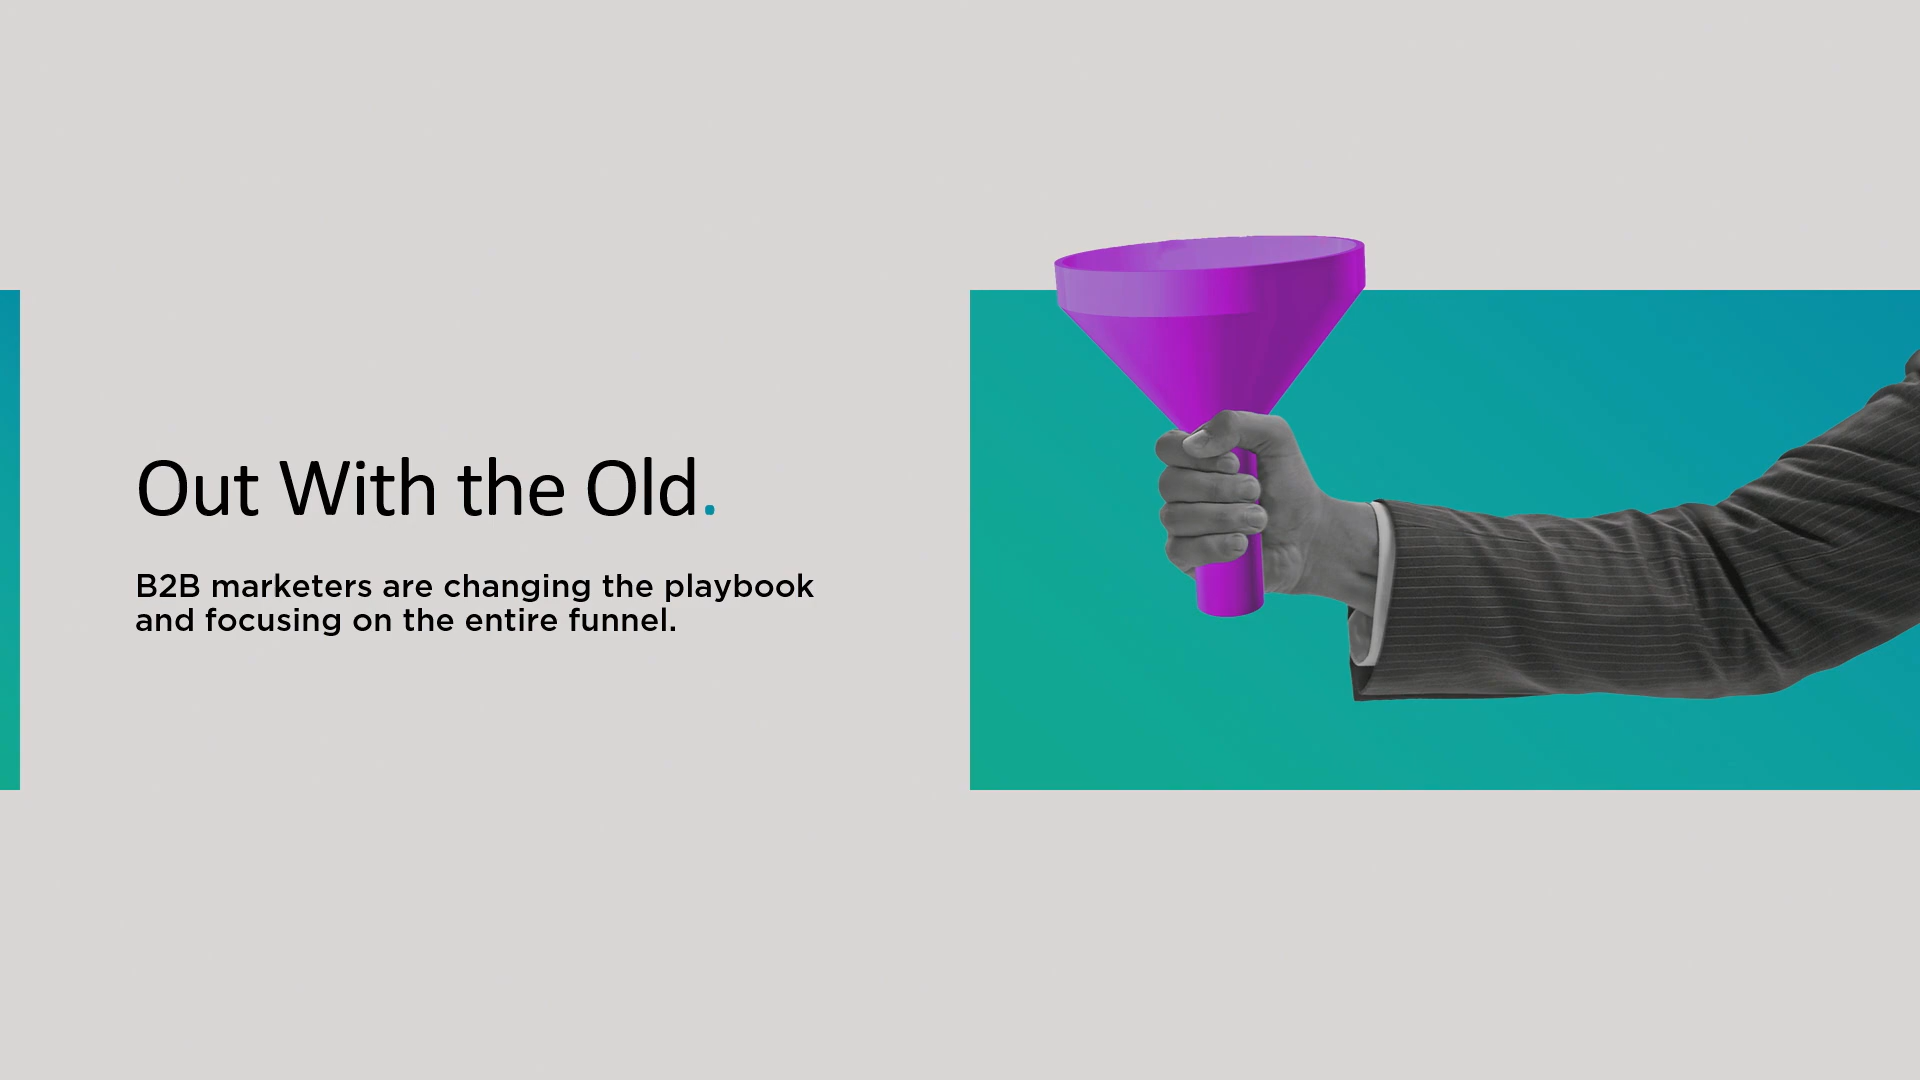 Out With the Old.
B2B marketers are changing the playbook
and focusing on the entire funnel.